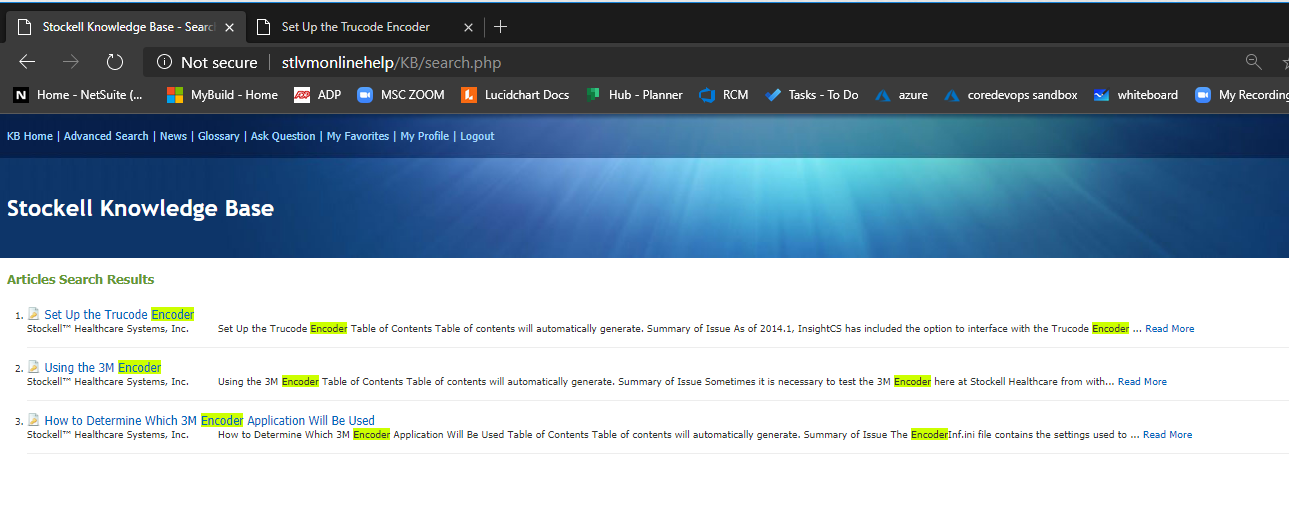 Stockell Knowledge Base - Searc
Set Up the Trucode Encoder
Not secure | stlvmonlinehelp/KB/search.php
Home - NetSuite (... MyBuild - Home ADP MSC ZOOM Lucidchart Docs Hub - Planner RCM Tasks - To Do azure coredevops sandbox whiteboard My Recording
KB Home | Advanced Search | News | Glossary | Ask Question | My Favorites | My Profile | Logout
Stockell Knowledge Base
Articles Search Results
1. Set Up the Trucode Encoder
Stockell™ Healthcare Systems, Inc. Set Up the Trucode Encoder Table of Contents Table of contents will automatically generate. Summary of Issue As of 2014.1, InsightCS has included the option to interface with the Trucode Encoder ... Read More
2. Using the 3M Encoder
Stockell™ Healthcare Systems, Inc. Using the 3M Encoder Table of Contents Table of contents will automatically generate. Summary of Issue Sometimes it is necessary to test the 3M Encoder here at Stockell Healthcare from with... Read More
3. How to Determine Which 3M Encoder Application Will Be Used
Stockell™ Healthcare Systems, Inc. How to Determine Which 3M Encoder Application Will Be Used Table of Contents Table of contents will automatically generate. Summary of Issue The EncoderInf.ini file contains the settings used to ... Read More